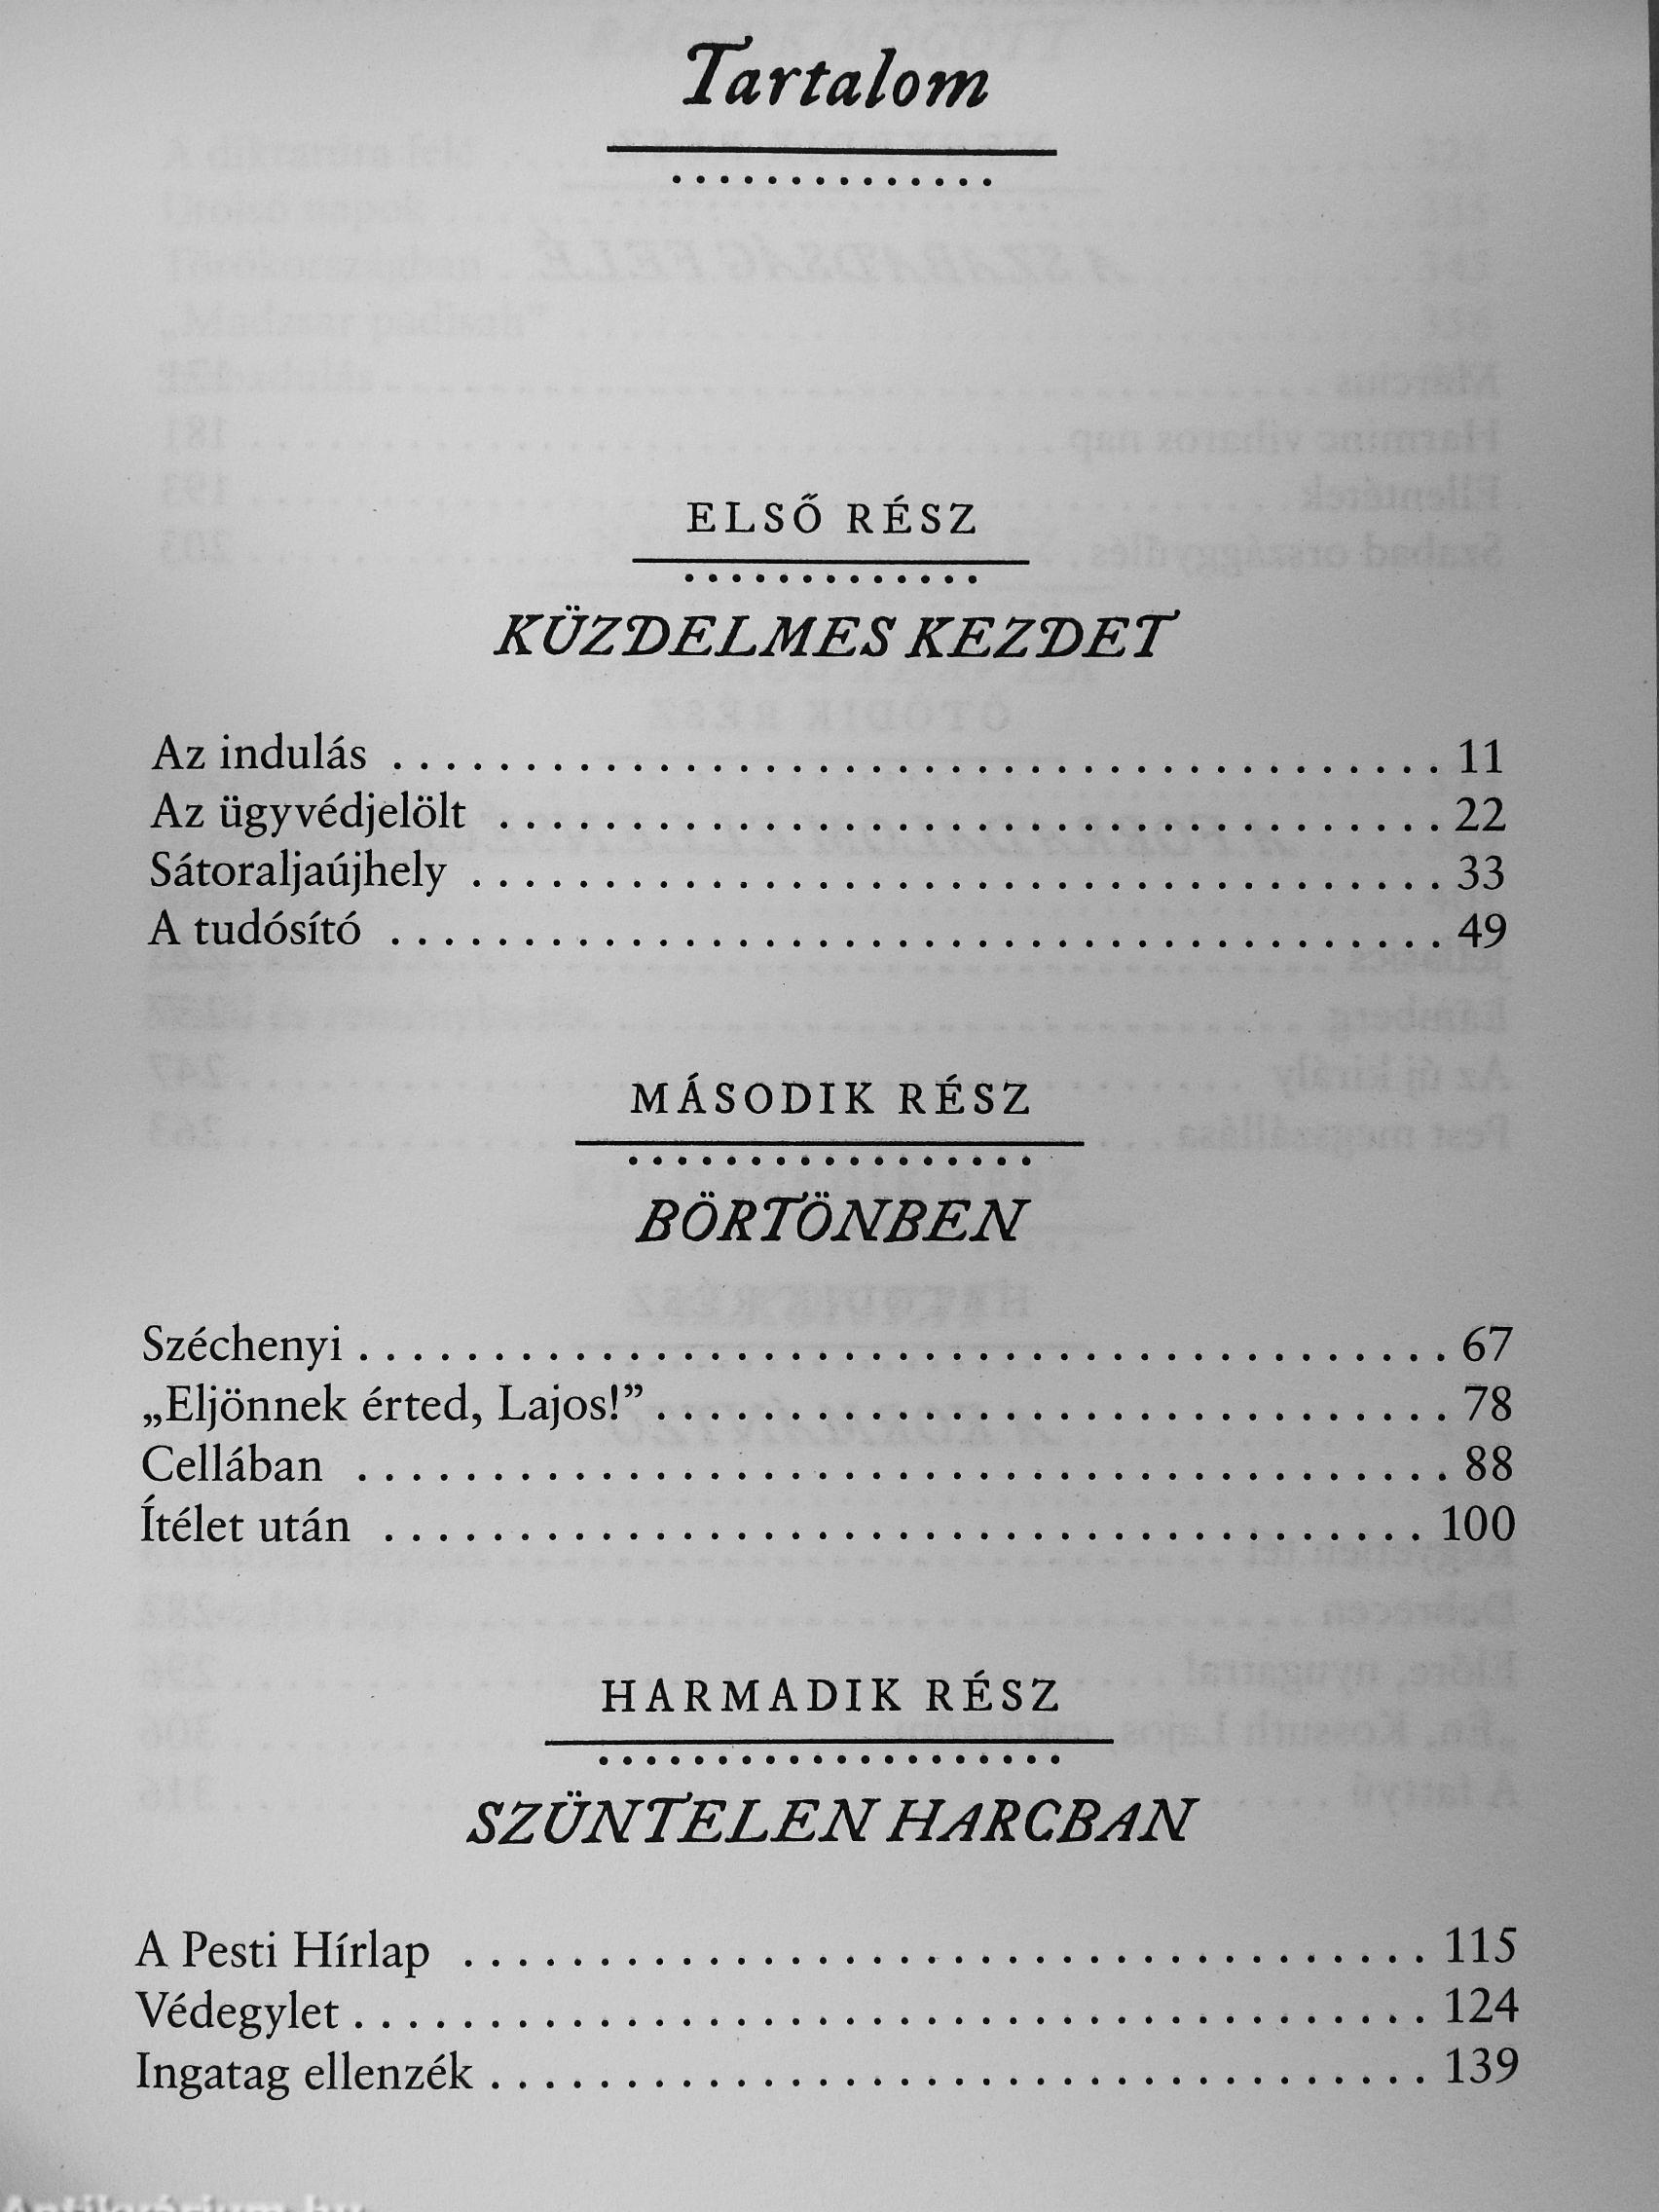 Tartalom
ELSŐ RÉSZ
KÜZDELMES KEZDET
Az indulás . . . . . . . . . . . . . . . . . . . . . . . . . . . . . . . . . . . . . . . 11
Az ügyvédjelölt . . . . . . . . . . . . . . . . . . . . . . . . . . . . . . . . . . . 22
Sátoraljaújhely . . . . . . . . . . . . . . . . . . . . . . . . . . . . . . . . . . . . 33
A tudósító . . . . . . . . . . . . . . . . . . . . . . . . . . . . . . . . . . . . . . . 49
MÁSODIK RÉSZ
BÖRTÖNBEN
Széchenyi . . . . . . . . . . . . . . . . . . . . . . . . . . . . . . . . . . . . . . . . 67
„Eljönnek érted, Lajos!” . . . . . . . . . . . . . . . . . . . . . . . . . . . . . 78
Cellában . . . . . . . . . . . . . . . . . . . . . . . . . . . . . . . . . . . . . . . . 88
Ítélet után . . . . . . . . . . . . . . . . . . . . . . . . . . . . . . . . . . . . . . 100
HARMADIK RÉSZ
SZÜNTELEN HARCBAN
A Pesti Hírlap . . . . . . . . . . . . . . . . . . . . . . . . . . . . . . . . . . . 115
Védegylet . . . . . . . . . . . . . . . . . . . . . . . . . . . . . . . . . . . . . . . 124
Ingatag ellenzék . . . . . . . . . . . . . . . . . . . . . . . . . . . . . . . . . . 139